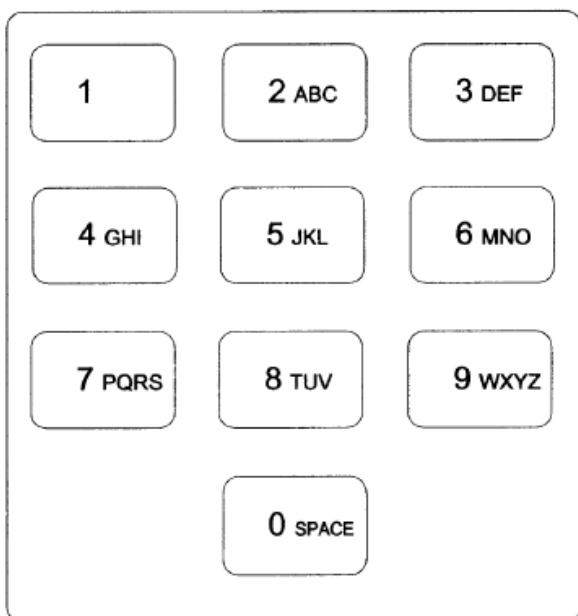 1 2 ABC 3 DEF
4 GHI 5 JKL 6 MNO
7 PQRS 8 TUV 9 WXYZ
0 SPACE